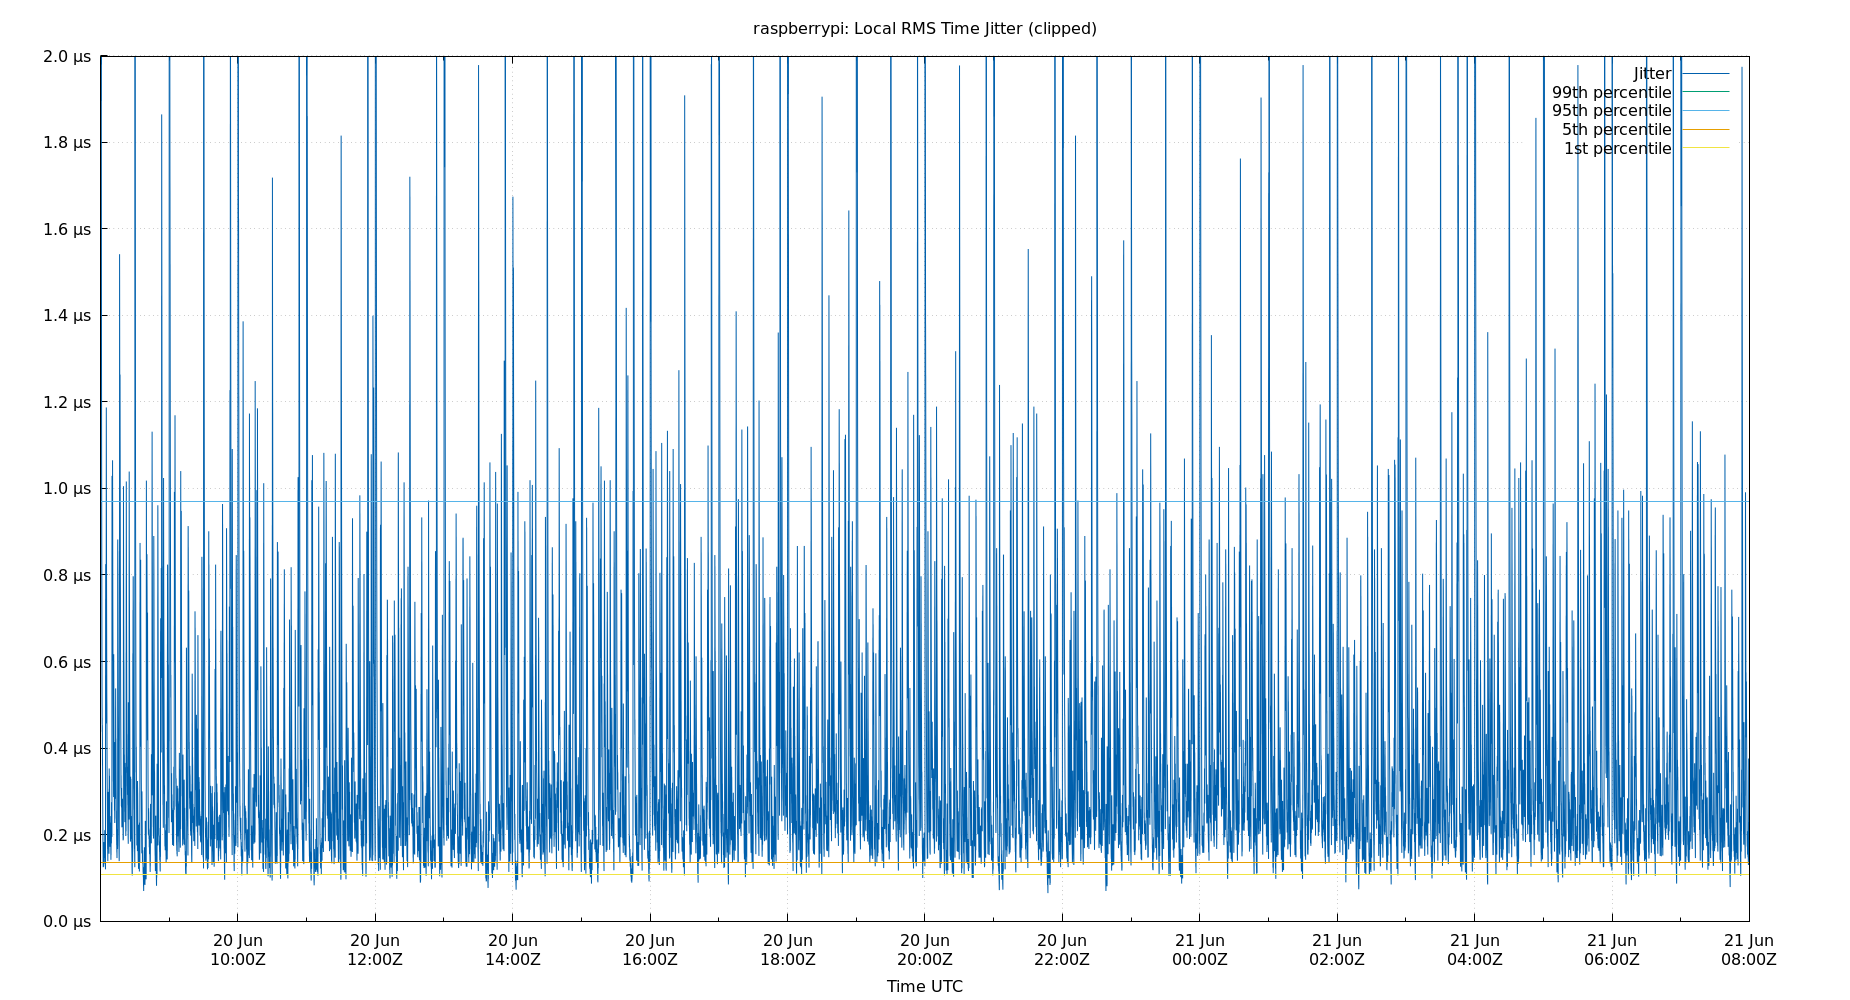 raspberrypi: Local RMS Time Jitter (clipped)
2.0 µs
1.8 µs
1.6 µs
1.4 µs
1.2 µs
1.0 µs
0.8 µs
0.6 µs
0.4 µs
0.2 µs
0.0 µs
Jitter
99th percentile
95th percentile
5th percentile
1st percentile
20 Jun 20 Jun 20 Jun 20 Jun 20 Jun 20 Jun 20 Jun 21 Jun 21 Jun 21 Jun 21 Jun 21 Jun
10:00Z 12:00Z 14:00Z 16:00Z 18:00Z 20:00Z 22:00Z 00:00Z 02:00Z 04:00Z 06:00Z 08:00Z
Time UTC